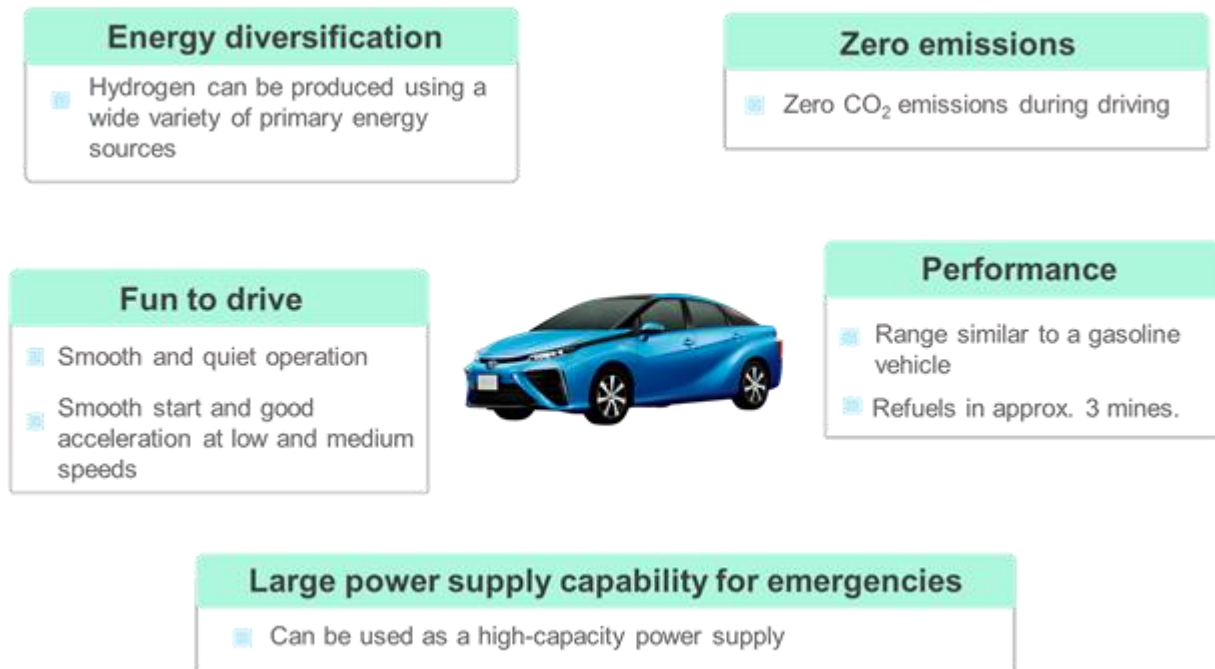 Energy diversification
Hydrogen can be produced using a
wide variety of primary energy
sources
Zero emissions
Zero CO₂ emissions during driving
Fun to drive
Smooth and quiet operation
Smooth start and good
acceleration at low and medium
speeds
Performance
Range similar to a gasoline
vehicle
Refuels in approx. 3 mines.
Large power supply capability for emergencies
Can be used as a high-capacity power supply